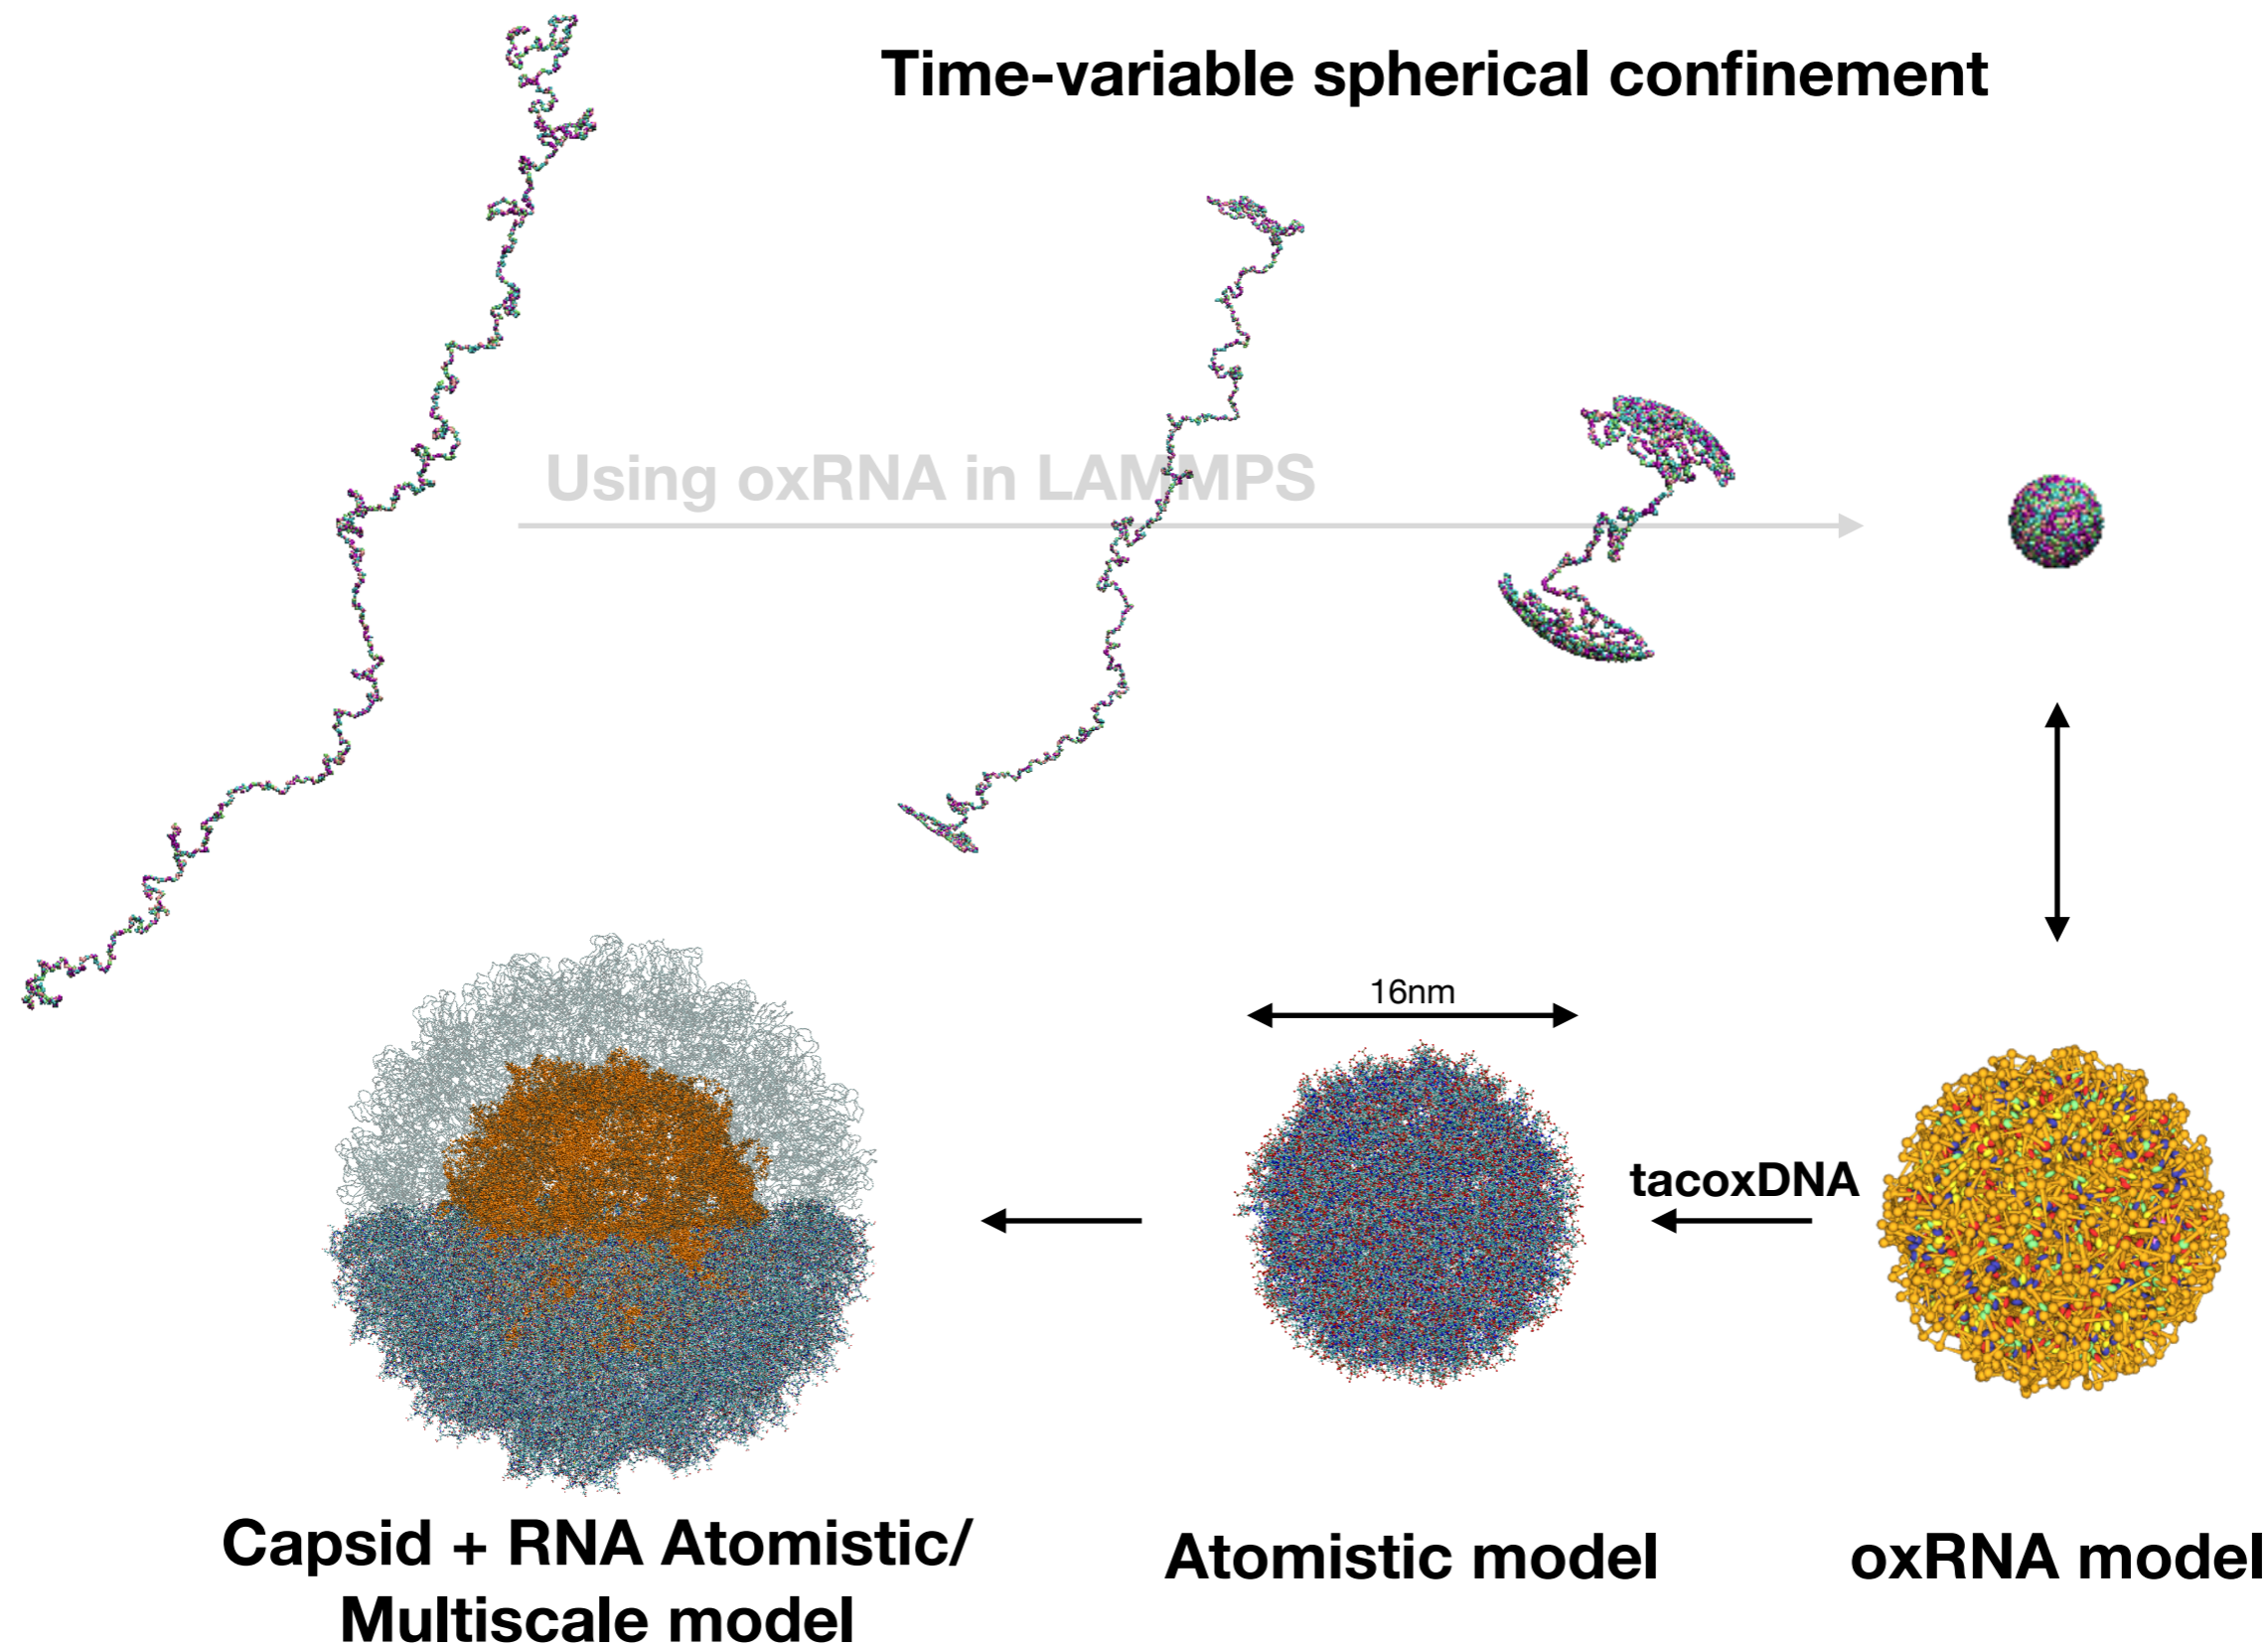 Time-variable spherical confinement
Using oxRNA in LAMMPS
16nm
tacoxDNA
Capsid + RNA Atomistic/
Multiscale model
Atomistic model
oxRNA model